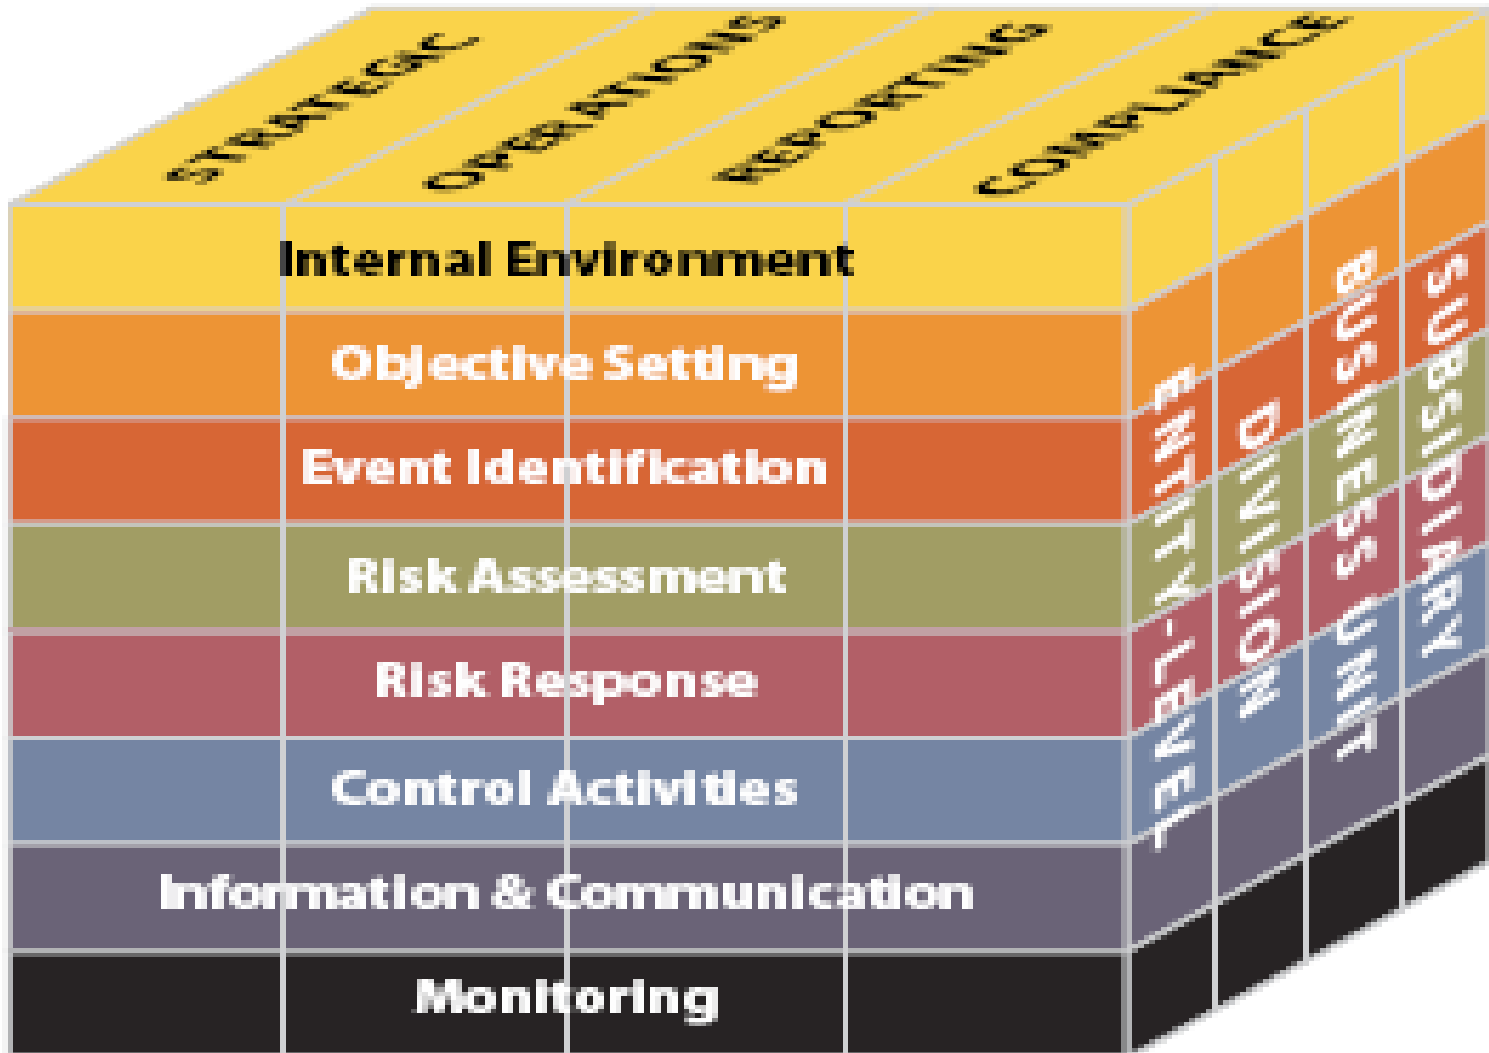 STRATEGIC
OPERATIONS
REPORTING
COMPLIANCE
Internal Environment
Objective Setting
Event Identification
Risk Assessment
Risk Response
Control Activities
Information & Communication
Monitoring
ENTITY-LEVEL
DIVISION
BUSINESS UNIT
SUBSIDIARY